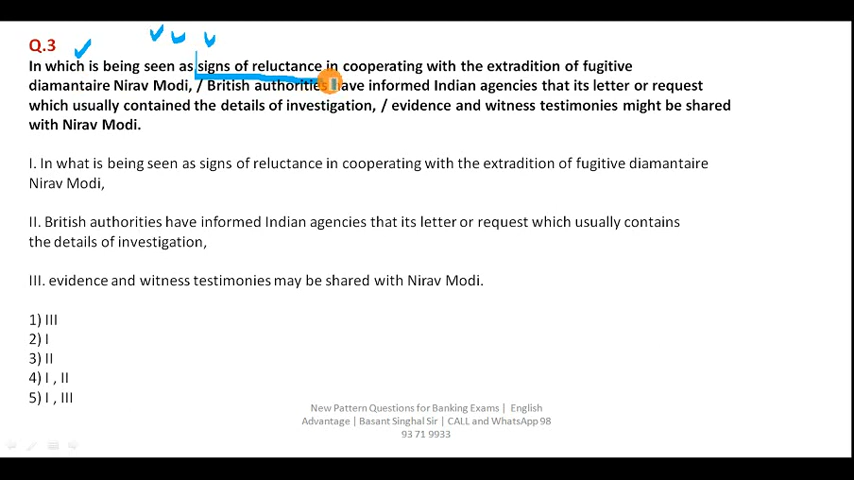 Q.3
In which is being seen as signs of reluctance in cooperating with the extradition of fugitive
diamantaire Nirav Modi, / British authorities have informed Indian agencies that its letter or request
which usually contained the details of investigation, / evidence and witness testimonies might be shared
with Nirav Modi.
I. In what is being seen as signs of reluctance in cooperating with the extradition of fugitive diamantaire
Nirav Modi,
II. British authorities have informed Indian agencies that its letter or request which usually contains
the details of investigation,
III. evidence and witness testimonies may be shared with Nirav Modi.
1) III
2) I
3) II
4) I , II
5) I , III
New Pattern Questions for Banking Exams | English
Advantage | Basant Singhal Sir | CALL and WhatsApp 98
93 71 9933